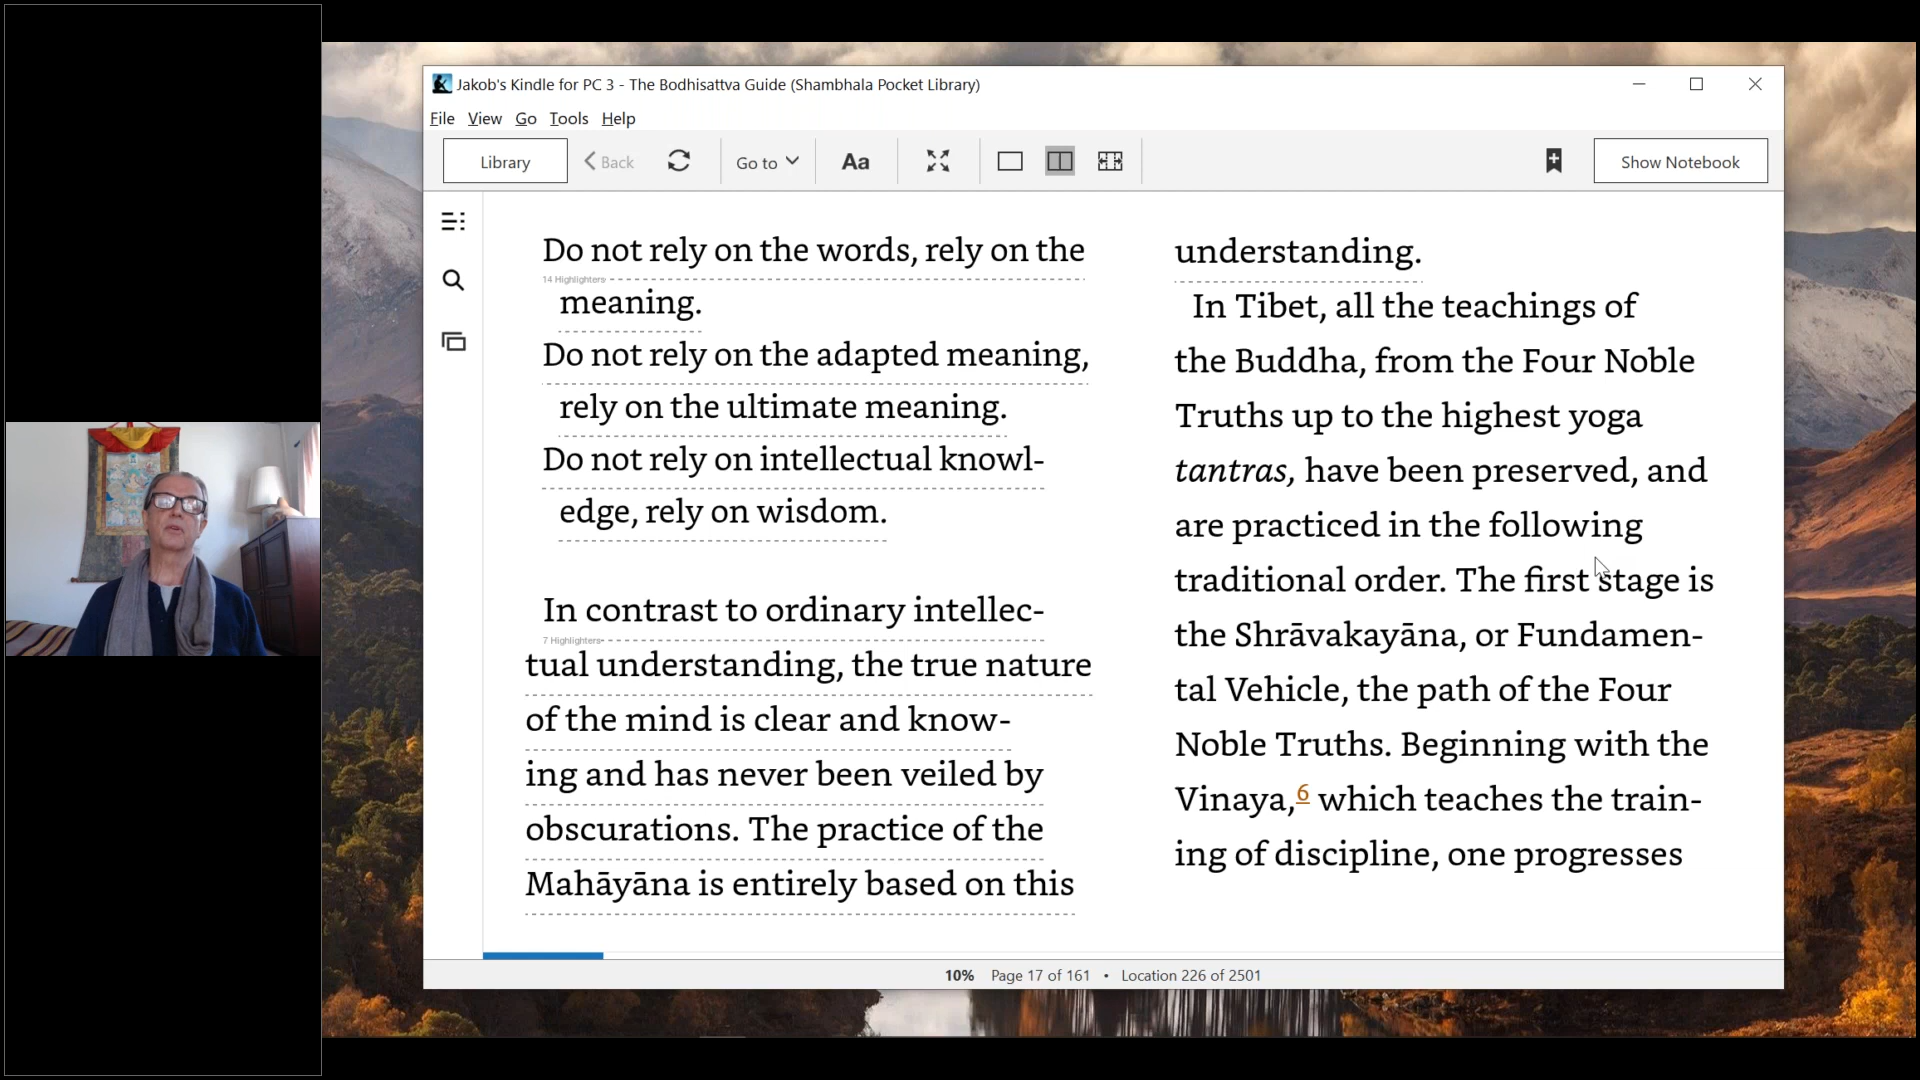 Jakob's Kindle for PC 3 - The Bodhisattva Guide (Shambhala Pocket Library)
File View Go Tools Help
Library Back Go to Aa Show Notebook
Do not rely on the words, rely on the
14 Highlighters
meaning.
Do not rely on the adapted meaning,
rely on the ultimate meaning.
Do not rely on intellectual knowl-
edge, rely on wisdom.
In contrast to ordinary intellec-
7 Highlighters
tual understanding, the true nature
of the mind is clear and know-
ing and has never been veiled by
obscurations. The practice of the
Mahāyāna is entirely based on this
understanding.
In Tibet, all the teachings of
the Buddha, from the Four Noble
Truths up to the highest yoga
tantras, have been preserved, and
are practiced in the following
traditional order. The first stage is
the Shrāvakayāna, or Fundamen-
tal Vehicle, the path of the Four
Noble Truths. Beginning with the
Vinaya,6 which teaches the train-
ing of discipline, one progresses
10% Page 17 of 161 • Location 226 of 2501